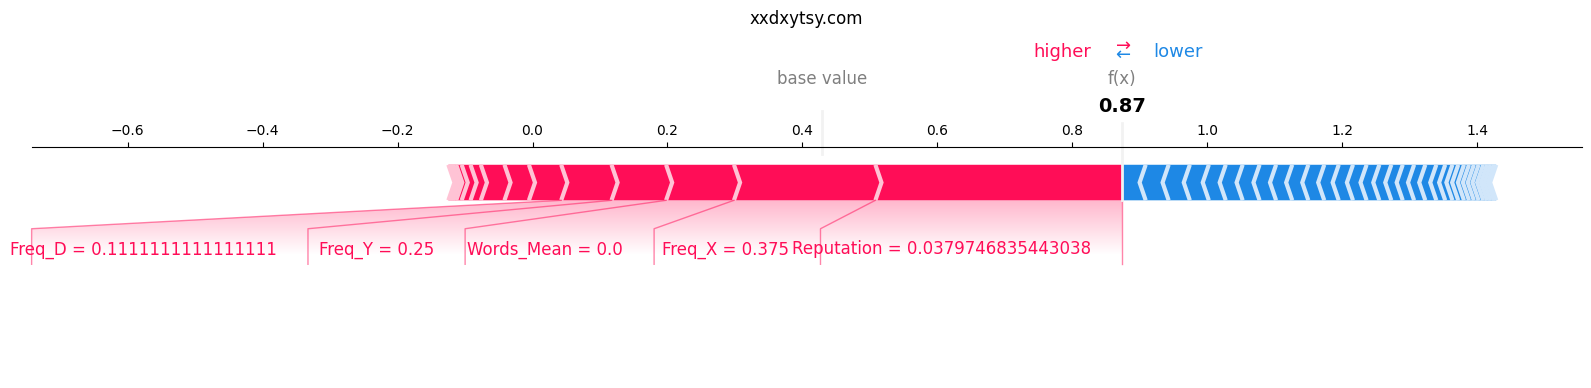 xxdxytsy.com
higher → ← lower
base value f(x)
0.87
−0.6 −0.4 −0.2 0.0 0.2 0.4 0.6 0.8 1.0 1.2 1.4
Freq_D = 0.1111111111111111 Freq_Y = 0.25 Words_Mean = 0.0 Freq_X = 0.375 Reputation = 0.0379746835443038